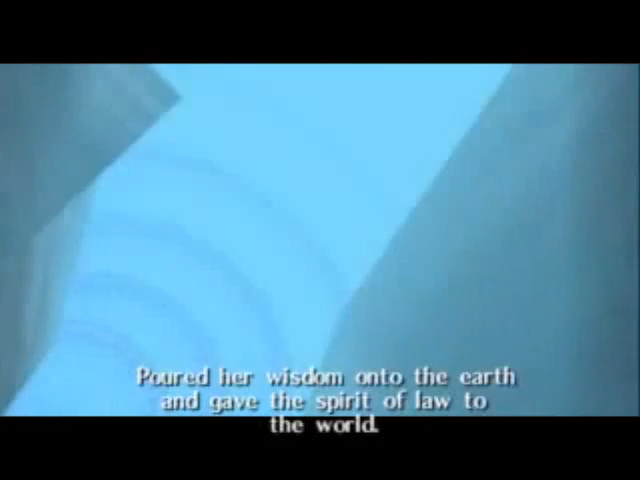 Poured her wisdom onto the earth
and gave the spirit of law to
the world.